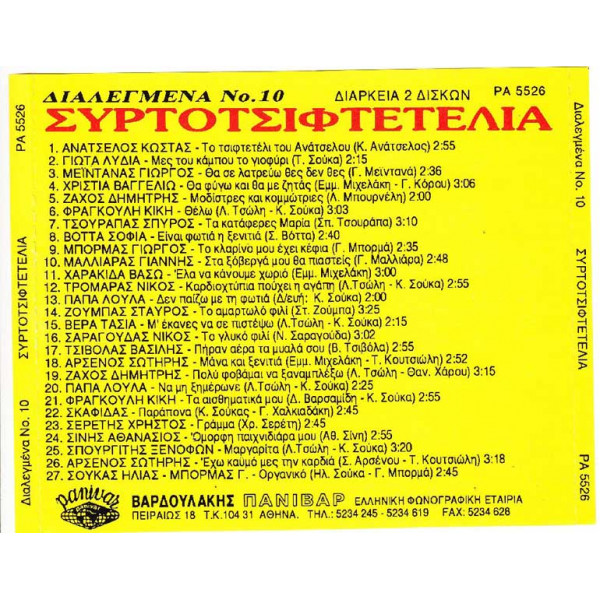 ΔΙΑΛΕΓΜΕΝΑ Νο.10 ΔΙΑΡΚΕΙΑ 2 ΔΙΣΚΩΝ PA 5526
ΣΥΡΤΟΤΣΙΦΤΕΤΕΛΙΑ
1. ΑΝΑΤΣΕΛΟΣ ΚΩΣΤΑΣ - Το τσιφτετέλι του Ανάτσελου (Κ. Ανάτσελος) 2:55
2. ΓΙΩΤΑ ΛΥΔΙΑ - Μες του κάμπου το γιοφύρι (Τ. Σούκα) 2:15
3. ΜΕΪΝΤΑΝΑΣ ΓΙΩΡΓΟΣ - Θα σε λατρεύω θες δεν θες (Γ. Μεϊντανά) 2:36
4. ΧΡΙΣΤΙΑ ΒΑΓΓΕΛΙΩ - Θα φύγω και θα με ζητάς (Εμμ. Μιχελάκη - Γ. Κόρου) 3:06
5. ΖΑΧΟΣ ΔΗΜΗΤΡΗΣ - Μοδίστρες και κομμώτριες (Λ. Μπουρνέλη) 2:20
6. ΦΡΑΓΚΟΥΛΗ ΚΙΚΗ - Θέλω (Λ. Τσώλη - Κ. Σούκα) 3:03
7. ΤΣΟΥΡΑΠΑΣ ΣΠΥΡΟΣ - Τα κατάφερες Μαρία (Σπ. Τσουράπα) 3:10
8. ΒΟΤΤΑ ΣΟΦΙΑ - Είναι φωτιά η ξενιτιά (Σ. Βόττα) 2:40
9. ΜΠΟΡΜΑΣ ΓΙΩΡΓΟΣ - Το κλαρίνο μου έχει κέφια (Γ. Μπορμά) 2:35
10. ΜΑΛΛΙΑΡΑΣ ΓΙΑΝΝΗΣ - Στα ξόβεργά μου θα πιαστείς (Γ. Μαλλιάρα) 2:48
11. ΧΑΡΑΚΙΔΑ ΒΑΣΩ - Έλα να κάνουμε χωριό (Εμμ. Μιχελάκη) 3:00
12. ΤΡΟΜΑΡΑΣ ΝΙΚΟΣ - Καρδιοχτύπια πούχει η αγάπη (Λ.Τσώλη - Κ. Σούκα) 2:55
13. ΠΑΠΑ ΛΟΥΛΑ - Δεν παίζω με τη φωτιά (Δ/ευή: Κ. Σούκα) 2:00
14. ΖΟΥΜΠΑΣ ΣΤΑΥΡΟΣ - Το αμαρτωλό φιλί (Στ. Ζούμπα) 3:25
15. ΒΕΡΑ ΤΑΣΙΑ - Μ' έκανες να σε πιστέψω (Λ.Τσώλη - Κ. Σούκα) 2:50
16. ΣΑΡΑΓΟΥΔΑΣ ΝΙΚΟΣ - Το γλυκό φιλί (Ν. Σαραγούδα) 3:02
17. ΤΣΙΒΟΛΑΣ ΒΑΣΙΛΗΣ - Πήραν αέρα τα μυαλά σου (Β. Τσιβόλα) 2:55
18. ΑΡΣΕΝΟΣ ΣΩΤΗΡΗΣ - Μάνα και ξενιτιά (Εμμ. Μιχελάκη - Τ. Κουτσιώλη) 2:52
19. ΖΑΧΟΣ ΔΗΜΗΤΡΗΣ - Πολύ φοβάμαι να ξαναμπλέξω (Λ.Τσώλη - Θαν. Χάρου) 3:15
20. ΠΑΠΑ ΛΟΥΛΑ - Να μη ξημέρωνε (Λ.Τσώλη - Κ. Σούκα) 2:20
21. ΦΡΑΓΚΟΥΛΗ ΚΙΚΗ - Τα αισθηματικά μου (Δ. Βαρσαμίδη - Κ. Σούκα) 2:50
22. ΣΚΑΦΙΔΑΣ - Παράπονα (Κ. Σούκας - Γ. Χαλκιαδάκη) 2:45
23. ΣΕΡΕΤΗΣ ΧΡΗΣΤΟΣ - Γράμμα (Χρ. Σερέτη) 2:45
24. ΣΙΝΗΣ ΑΘΑΝΑΣΙΟΣ - Όμορφη παιχνιδιάρα μου (Αθ. Σίνη) 2:55
25. ΣΠΟΥΡΓΙΤΗΣ ΞΕΝΟΦΩΝ - Μαργαρίτα (Λ.Τσώλη - Κ. Σούκα) 3:20
26. ΑΡΣΕΝΟΣ ΣΩΤΗΡΗΣ - Έχω καϋμό μες την καρδιά (Σ. Αρσένου - Τ. Κουτσιώλη) 3:18
27. ΣΟΥΚΑΣ ΗΛΙΑΣ - ΜΠΟΡΜΑΣ Γ. - Οργανικό (Ηλ. Σούκα - Γ. Μπορμά) 2:45
panivar
ΒΑΡΔΟΥΛΑΚΗΣ ΠΑΝΙΒΑΡ ΕΛΛΗΝΙΚΗ ΦΩΝΟΓΡΑΦΙΚΗ ΕΤΑΙΡΙΑ
ΠΕΙΡΑΙΩΣ 18 Τ.Κ.104 31 ΑΘΗΝΑ. ΤΗΛ.: 5234 245 - 5234 619 FAX: 5234 628
Διαλεγμένα Νο. 10 ΣΥΡΤΟΤΣΙΦΤΕΤΕΛΙΑ PA 5526
Διαλεγμένα Νο. 10 ΣΥΡΤΟΤΣΙΦΤΕΤΕΛΙΑ PA 5526